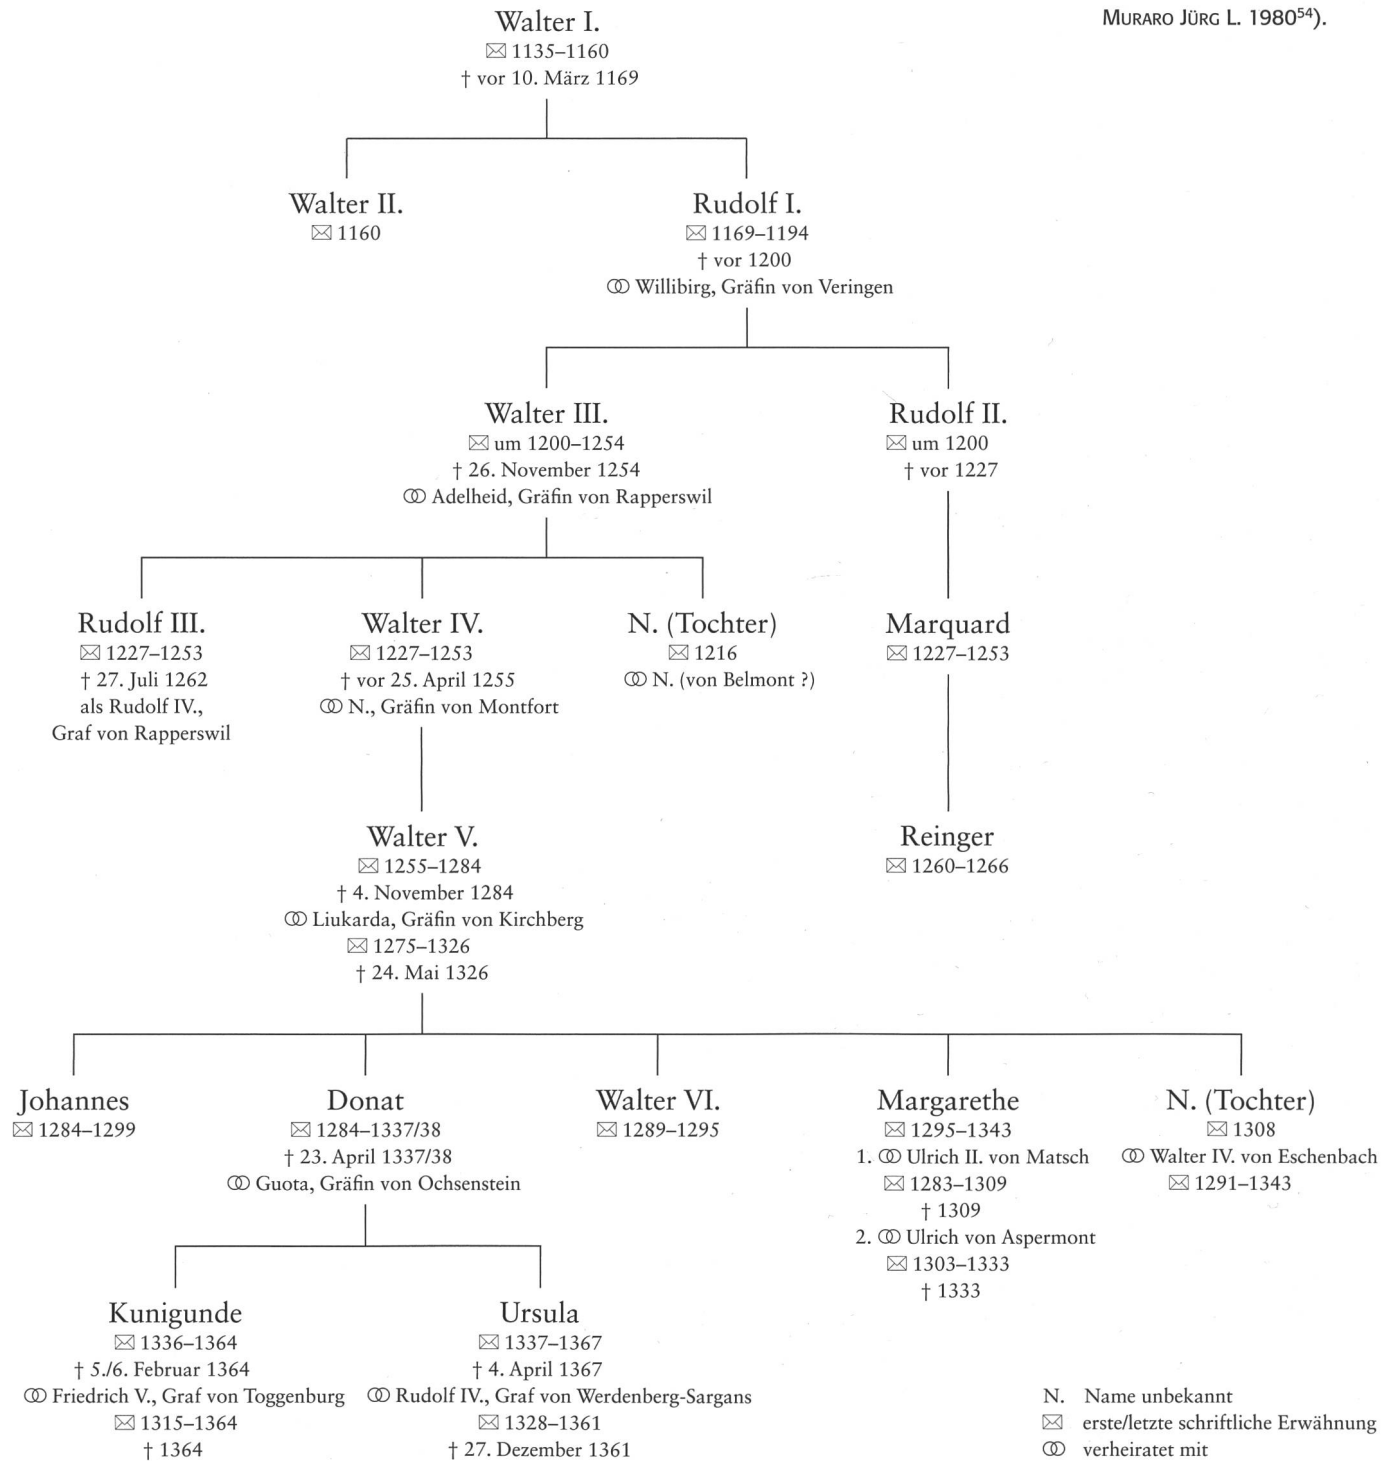 MURARO JÜRG L. 1980⁵⁴).
Walter I.
✉ 1135–1160
† vor 10. März 1169
Walter II.
✉ 1160
Rudolf I.
✉ 1169–1194
† vor 1200
⚭ Willibirg, Gräfin von Veringen
Walter III.
✉ um 1200–1254
† 26. November 1254
⚭ Adelheid, Gräfin von Rapperswil
Rudolf II.
✉ um 1200
† vor 1227
Rudolf III.
✉ 1227–1253
† 27. Juli 1262
als Rudolf IV.,
Graf von Rapperswil
Walter IV.
✉ 1227–1253
† vor 25. April 1255
⚭ N., Gräfin von Montfort
N. (Tochter)
✉ 1216
⚭ N. (von Belmont ?)
Marquard
✉ 1227–1253
Walter V.
✉ 1255–1284
† 4. November 1284
⚭ Liukarda, Gräfin von Kirchberg
✉ 1275–1326
† 24. Mai 1326
Reinger
✉ 1260–1266
Johannes
✉ 1284–1299
Donat
✉ 1284–1337/38
† 23. April 1337/38
⚭ Guota, Gräfin von Ochsenstein
Walter VI.
✉ 1289–1295
Margarethe
✉ 1295–1343
1. ⚭ Ulrich II. von Matsch
✉ 1283–1309
† 1309
2. ⚭ Ulrich von Aspermont
✉ 1303–1333
† 1333
N. (Tochter)
✉ 1308
⚭ Walter IV. von Eschenbach
✉ 1291–1343
Kunigunde
✉ 1336–1364
† 5./6. Februar 1364
⚭ Friedrich V., Graf von Toggenburg
✉ 1315–1364
† 1364
Ursula
✉ 1337–1367
† 4. April 1367
⚭ Rudolf IV., Graf von Werdenberg-Sargans
✉ 1328–1361
† 27. Dezember 1361
N. Name unbekannt
✉ erste/letzte schriftliche Erwähnung
⚭ verheiratet mit